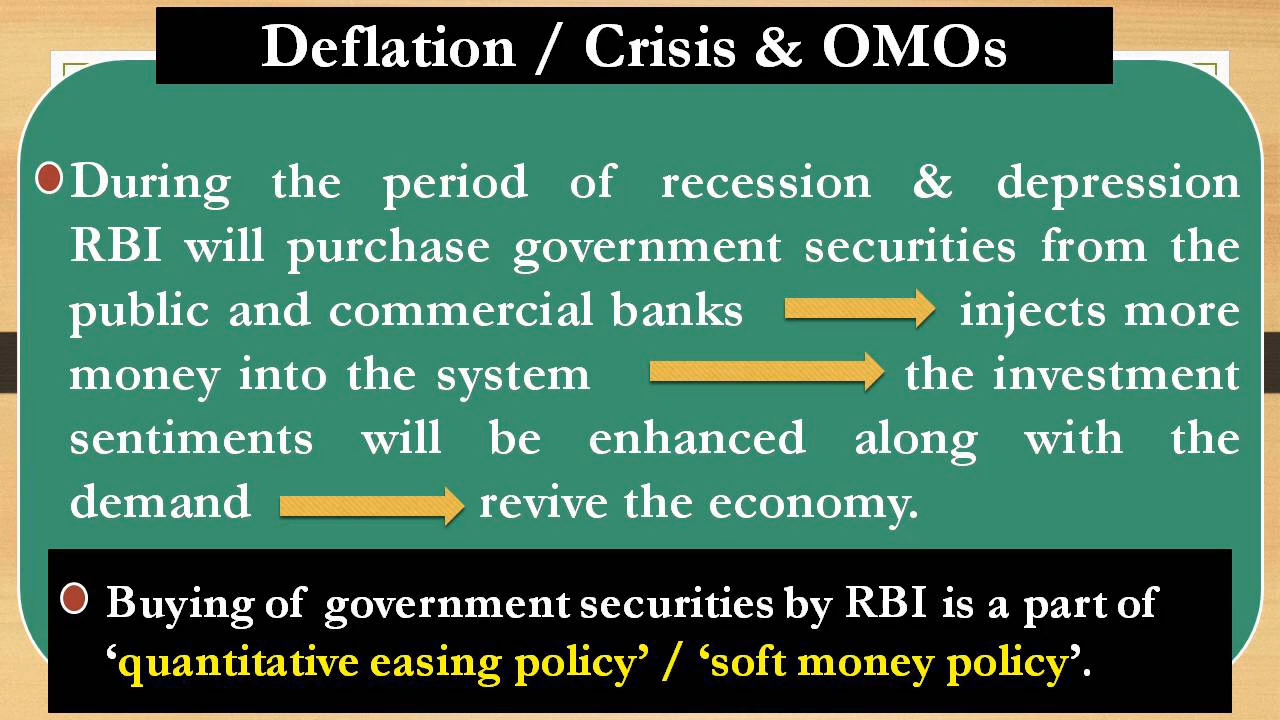 Deflation / Crisis & OMOs
During the period of recession & depression
RBI will purchase government securities from the
public and commercial banks injects more
money into the system the investment
sentiments will be enhanced along with the
demand revive the economy.
Buying of government securities by RBI is a part of
‘quantitative easing policy’ / ‘soft money policy’.